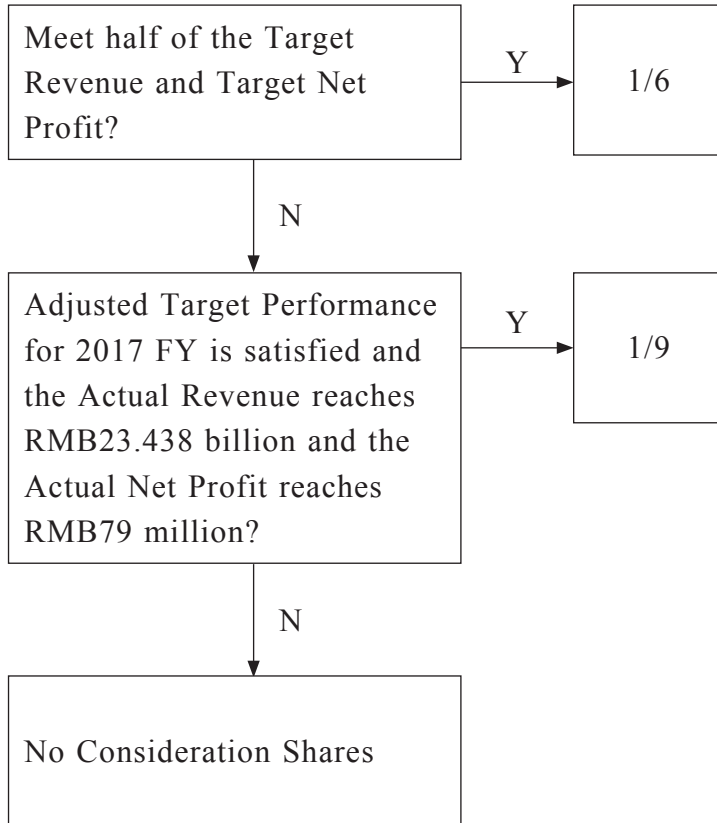 Meet half of the Target
Revenue and Target Net
Profit?
Y
1/6
N
Adjusted Target Performance
for 2017 FY is satisfied and
the Actual Revenue reaches
RMB23.438 billion and the
Actual Net Profit reaches
RMB79 million?
Y
1/9
N
No Consideration Shares